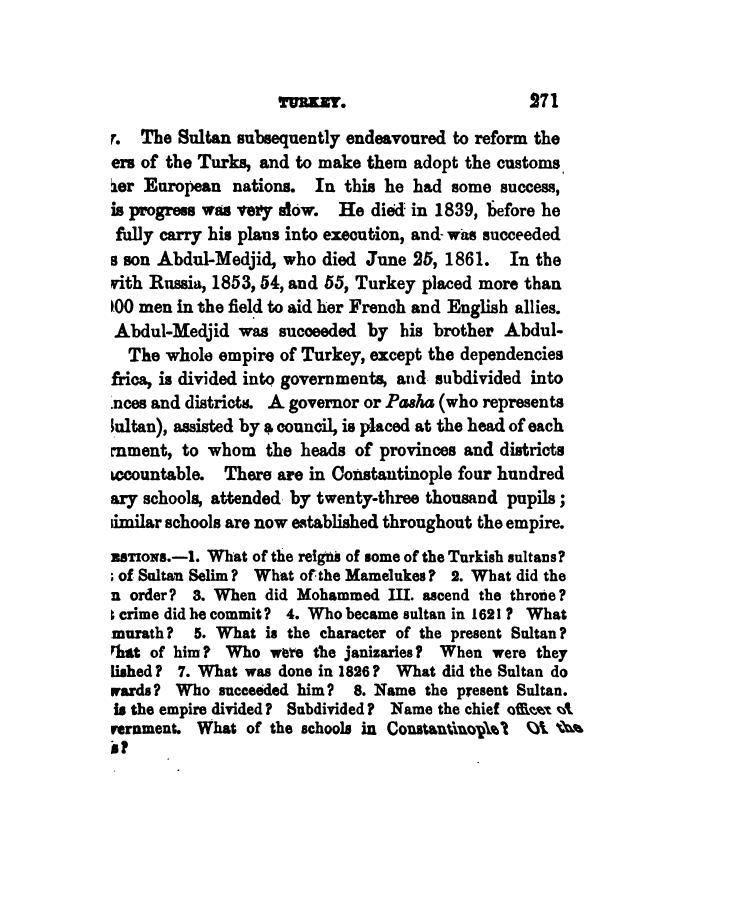 TURKEY. 271
The Sultan subsequently endeavoured to reform the
ers of the Turks, and to make them adopt the customs
her European nations. In this he had some success,
is progress was very slow. He died in 1839, before he
fully carry his plans into execution, and was succeeded
s son Abdul-Medjid, who died June 25, 1861. In the
with Russia, 1853, 54, and 55, Turkey placed more than
000 men in the field to aid her French and English allies.
Abdul-Medjid was succeeded by his brother Abdul-
The whole empire of Turkey, except the dependencies
frica, is divided into governments, and subdivided into
nces and districts. A governor or Pasha (who represents
Sultan), assisted by a council, is placed at the head of each
rnment, to whom the heads of provinces and districts
accountable. There are in Constantinople four hundred
ary schools, attended by twenty-three thousand pupils;
similar schools are now established throughout the empire.
ESTIONS.—1. What of the reigns of some of the Turkish sultans?
; of Sultan Selim? What of the Mamelukes? 2. What did the
n order? 3. When did Mohammed III. ascend the throne?
t crime did he commit? 4. Who became sultan in 1621? What
murath? 5. What is the character of the present Sultan?
What of him? Who were the janizaries? When were they
lished? 7. What was done in 1826? What did the Sultan do
wards? Who succeeded him? 8. Name the present Sultan.
is the empire divided? Subdivided? Name the chief officer of
vernment. What of the schools in Constantinople? Of the
s?